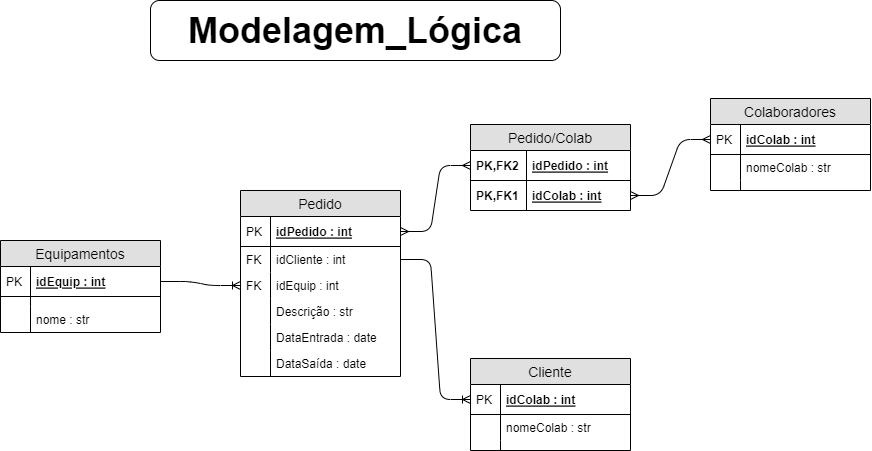 Modelagem_Lógica
Colaboradores
PK idColab : int
nomeColab : str
Pedido/Colab
PK,FK2 idPedido : int
PK,FK1 idColab : int
Pedido
PK idPedido : int
FK idCliente : int
FK idEquip : int
Descrição : str
DataEntrada : date
DataSaída : date
Equipamentos
PK idEquip : int
nome : str
Cliente
PK idColab : int
nomeColab : str